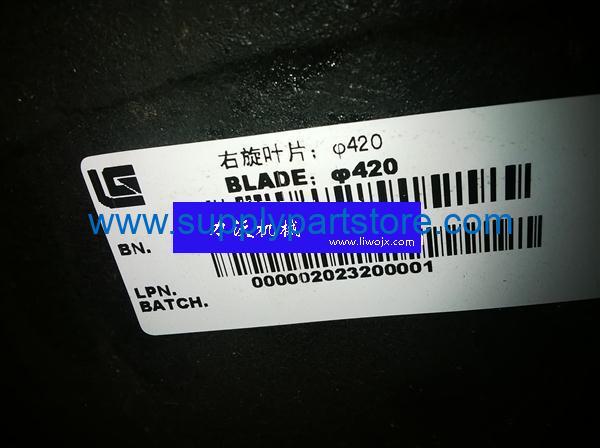 右旋叶片：φ420
BLADE：φ420
LG
www.supplypartstore.com
力沃机械
www.liwojx.com
BN.
000002023200001
LPN.
BATCH.